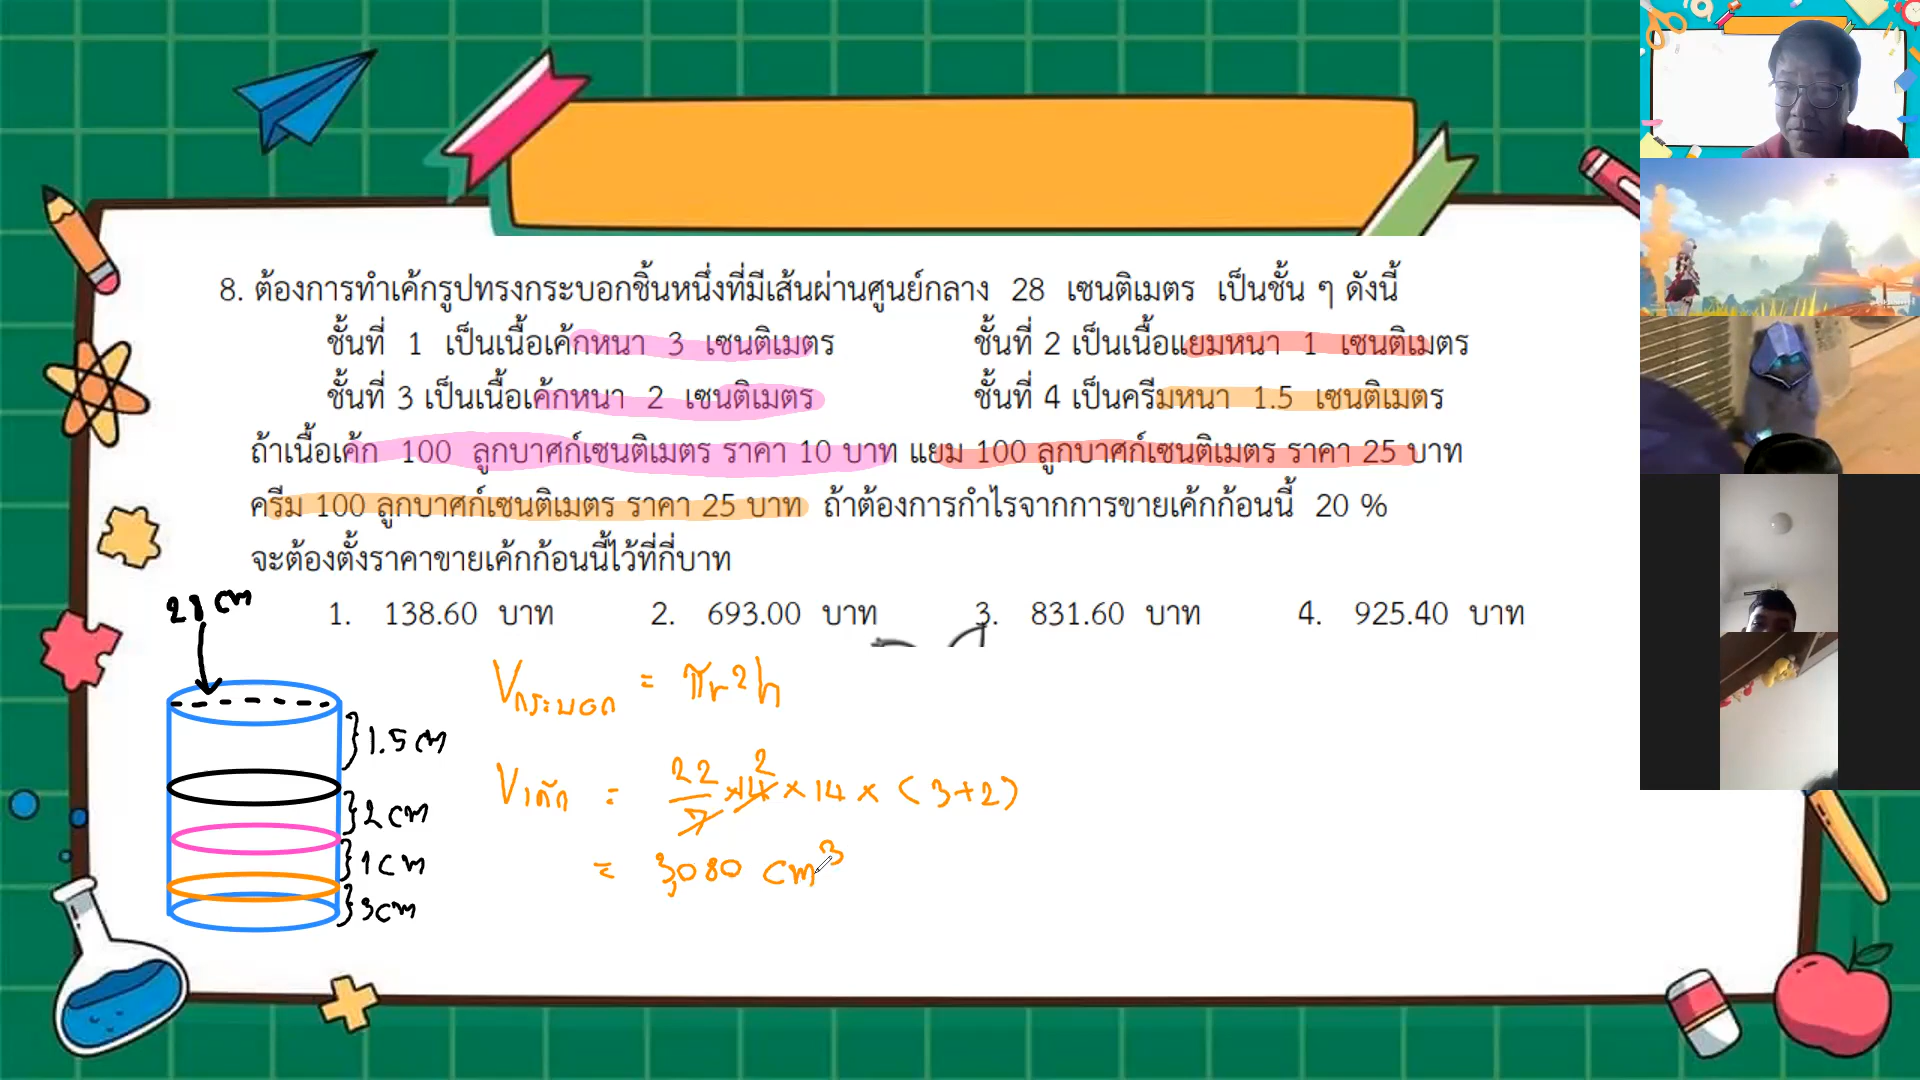 8. ต้องการทำเค้กรูปทรงกระบอกชิ้นหนึ่งที่มีเส้นผ่านศูนย์กลาง 28 เซนติเมตร เป็นชั้น ๆ ดังนี้
ชั้นที่ 1 เป็นเนื้อเค้กหนา 3 เซนติเมตร ชั้นที่ 2 เป็นเนื้อแยมหนา 1 เซนติเมตร
ชั้นที่ 3 เป็นเนื้อเค้กหนา 2 เซนติเมตร ชั้นที่ 4 เป็นครีมหนา 1.5 เซนติเมตร
ถ้าเนื้อเค้ก 100 ลูกบาศก์เซนติเมตร ราคา 10 บาท แยม 100 ลูกบาศก์เซนติเมตร ราคา 25 บาท
ครีม 100 ลูกบาศก์เซนติเมตร ราคา 25 บาท ถ้าต้องการกำไรจากการขายเค้กก้อนนี้ 20 %
จะต้องตั้งราคาขายเค้กก้อนนี้ไว้ที่กี่บาท
1. 138.60 บาท 2. 693.00 บาท 3. 831.60 บาท 4. 925.40 บาท
28 cm
1.5 cm
2 cm
1 cm
3 cm
Vกระบอก = πr²h
Vเค้ก = 22/7 × 14 2 × 14 × (3+2)
= 3,080 cm³